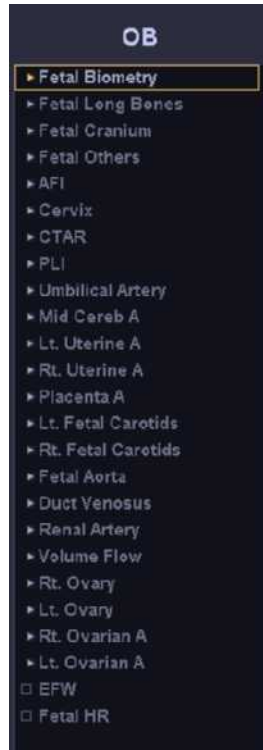 OB
Fetal Biometry
Fetal Long Bones
Fetal Cranium
Fetal Others
AFI
Cervix
CTAR
PLI
Umbilical Artery
Mid Cereb A
Lt. Uterine A
Rt. Uterine A
Placenta A
Lt. Fetal Carotids
Rt. Fetal Carotids
Fetal Aorta
Duct Venosus
Renal Artery
Volume Flow
Rt. Ovary
Lt. Ovary
Rt. Ovarian A
Lt. Ovarian A
EFW
Fetal HR